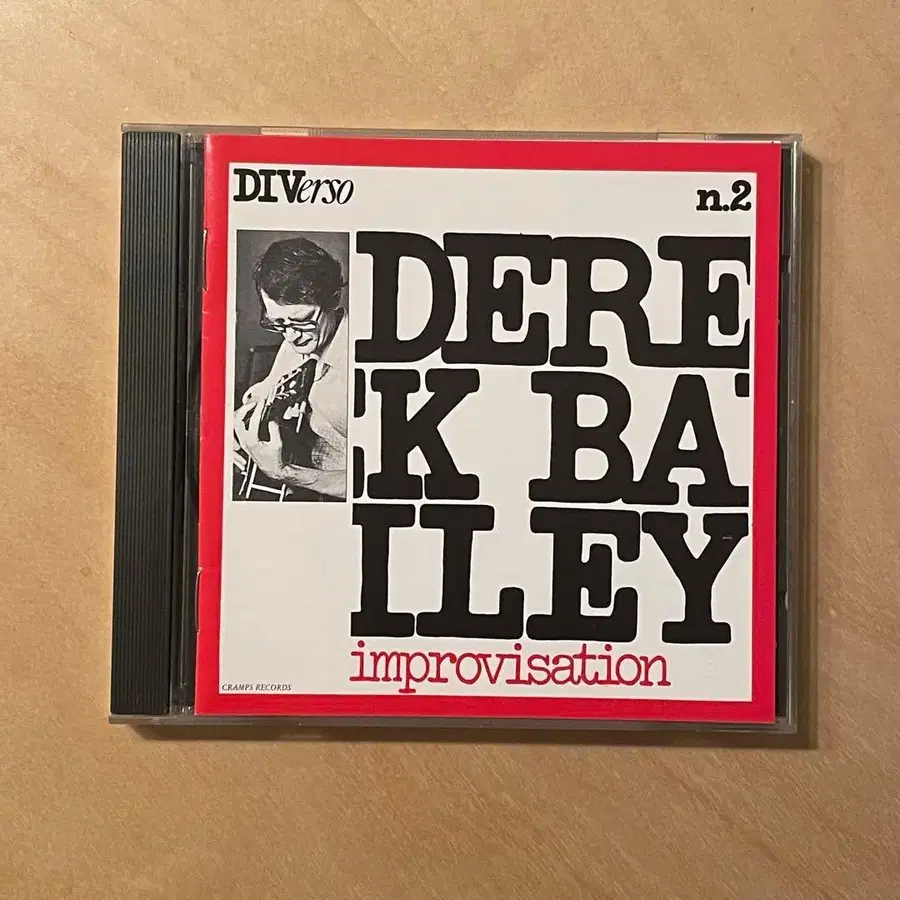 DIVerso
n.2
DERE
K BA
ILEY
improvisation
CRAMPS RECORDS